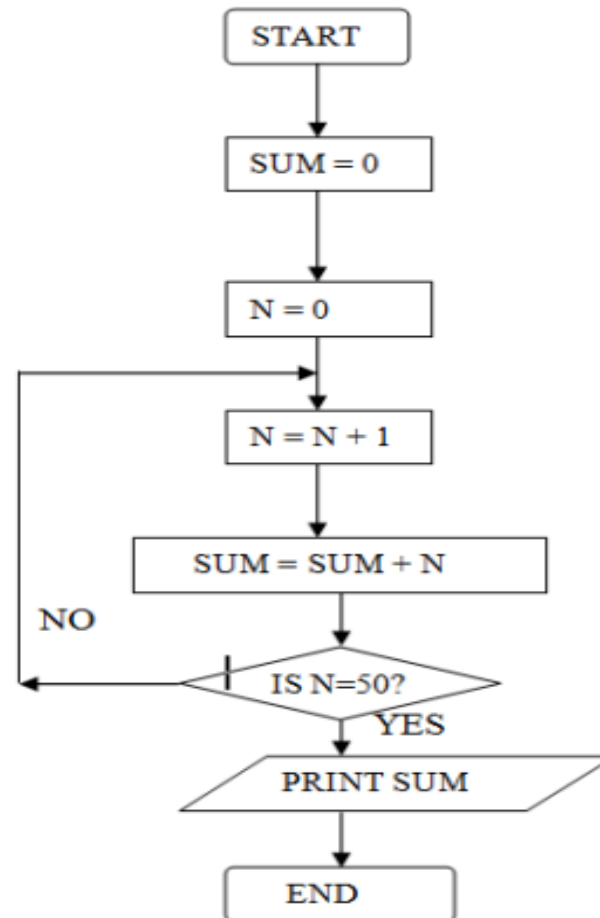 START
SUM = 0
N = 0
N = N + 1
SUM = SUM + N
NO
IS N=50?
YES
PRINT SUM
END